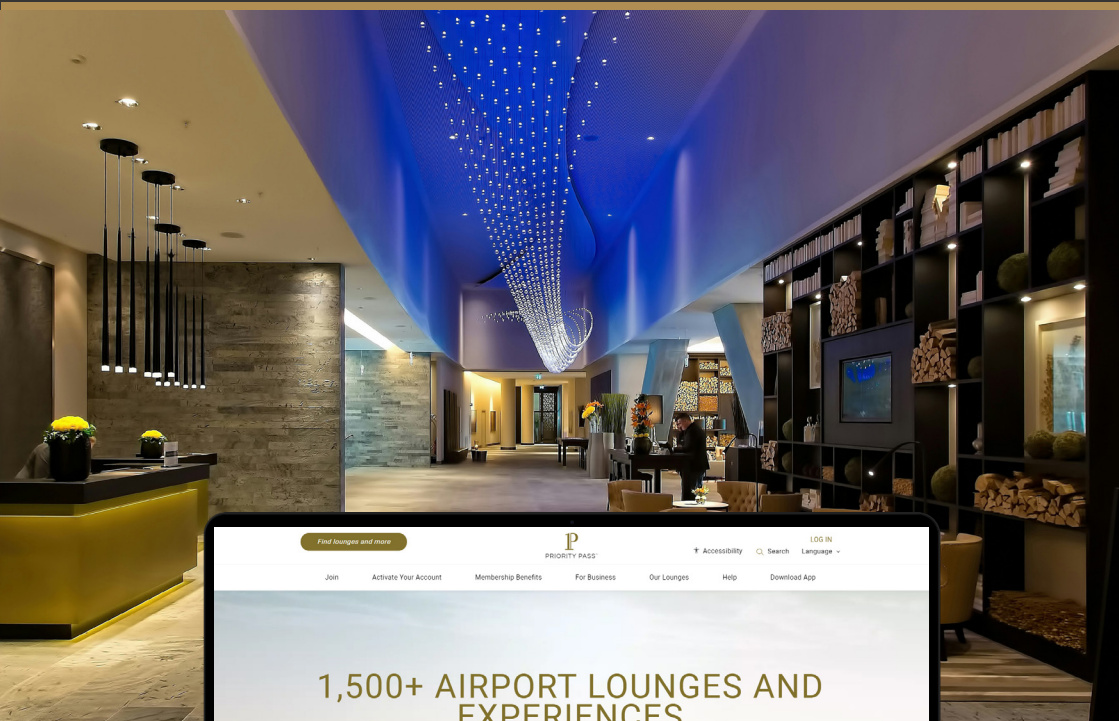 Find lounges and more
PRIORITY PASS
LOG IN
Accessibility
Search
Language
Join
Activate Your Account
Membership Benefits
For Business
Our Lounges
Help
Download App
1,500+ AIRPORT LOUNGES AND
EXPERIENCES